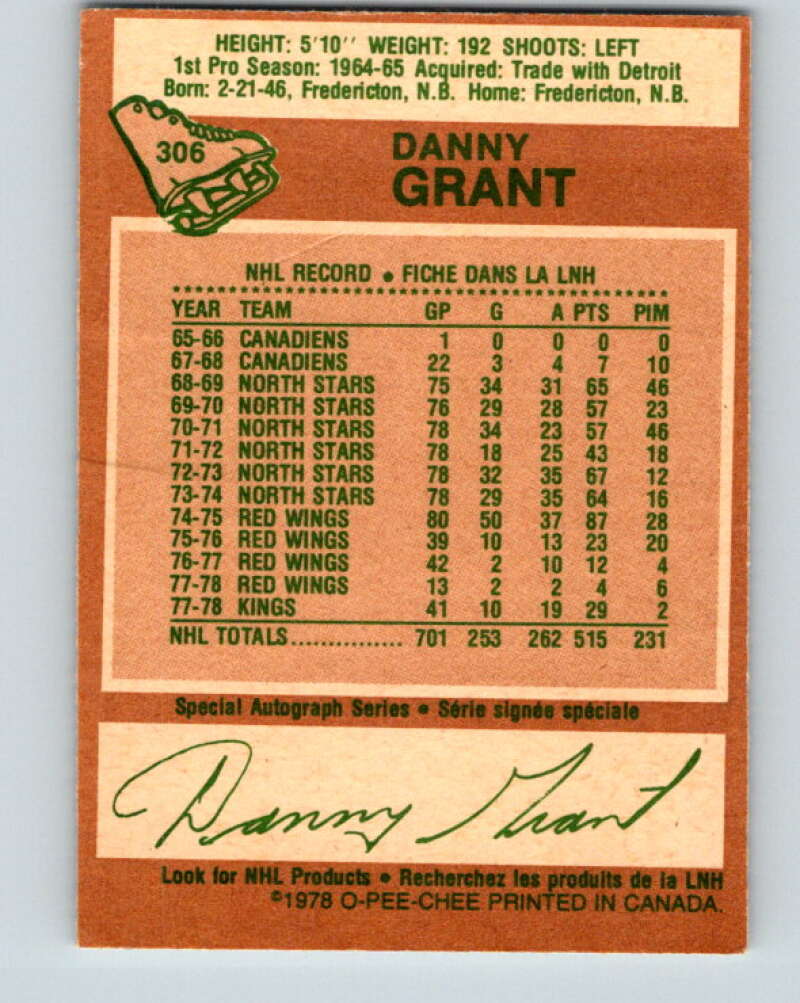 HEIGHT: 5'10'' WEIGHT: 192 SHOOTS: LEFT
1st Pro Season: 1964-65 Acquired: Trade with Detroit
Born: 2-21-46, Fredericton, N.B. Home: Fredericton, N.B.
306
DANNY
GRANT
NHL RECORD • FICHE DANS LA LNH
YEAR TEAM GP G A PTS PIM
65-66 CANADIENS 1 0 0 0 0
67-68 CANADIENS 22 3 4 7 10
68-69 NORTH STARS 75 34 31 65 46
69-70 NORTH STARS 76 29 28 57 23
70-71 NORTH STARS 78 34 23 57 46
71-72 NORTH STARS 78 18 25 43 18
72-73 NORTH STARS 78 32 35 67 12
73-74 NORTH STARS 78 29 35 64 16
74-75 RED WINGS 80 50 37 87 28
75-76 RED WINGS 39 10 13 23 20
76-77 RED WINGS 42 2 10 12 4
77-78 RED WINGS 13 2 2 4 6
77-78 KINGS 41 10 19 29 2
NHL TOTALS............... 701 253 262 515 231
Special Autograph Series • Série signée spéciale
Danny Grant
Look for NHL Products • Recherchez les produits de la LNH
©1978 O-PEE-CHEE PRINTED IN CANADA.